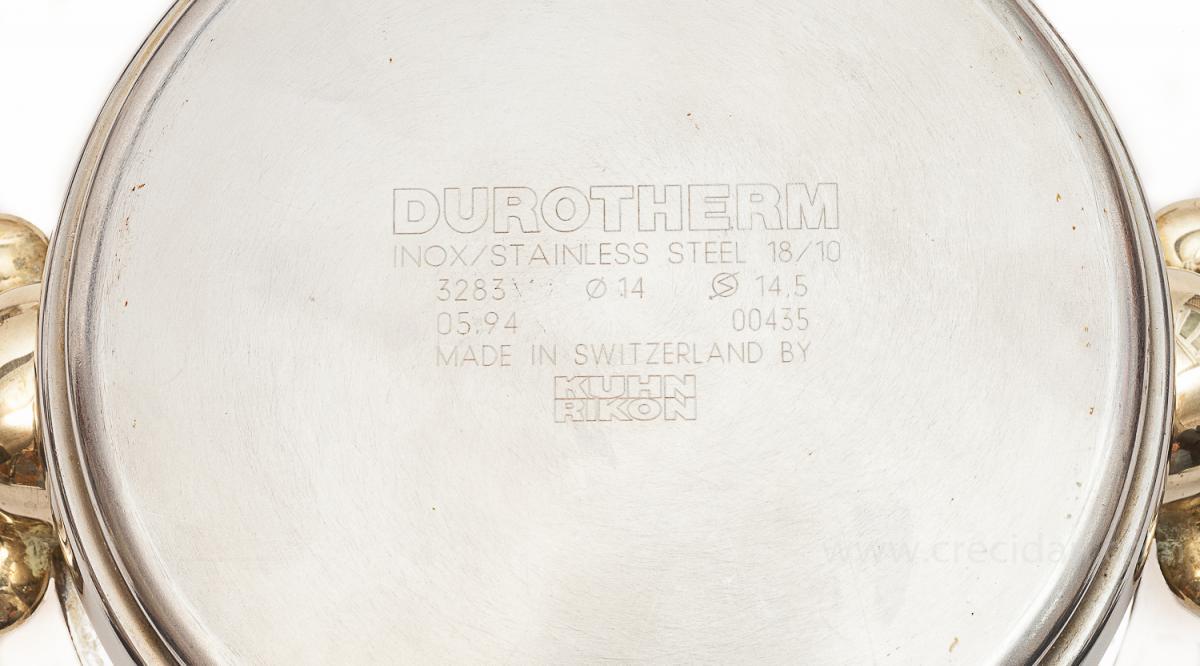 DUROTHERM
INOX/STAINLESS STEEL 18/10
3283 Ø 14 14,5
05.94 00435
MADE IN SWITZERLAND BY
KUHN
RIKON